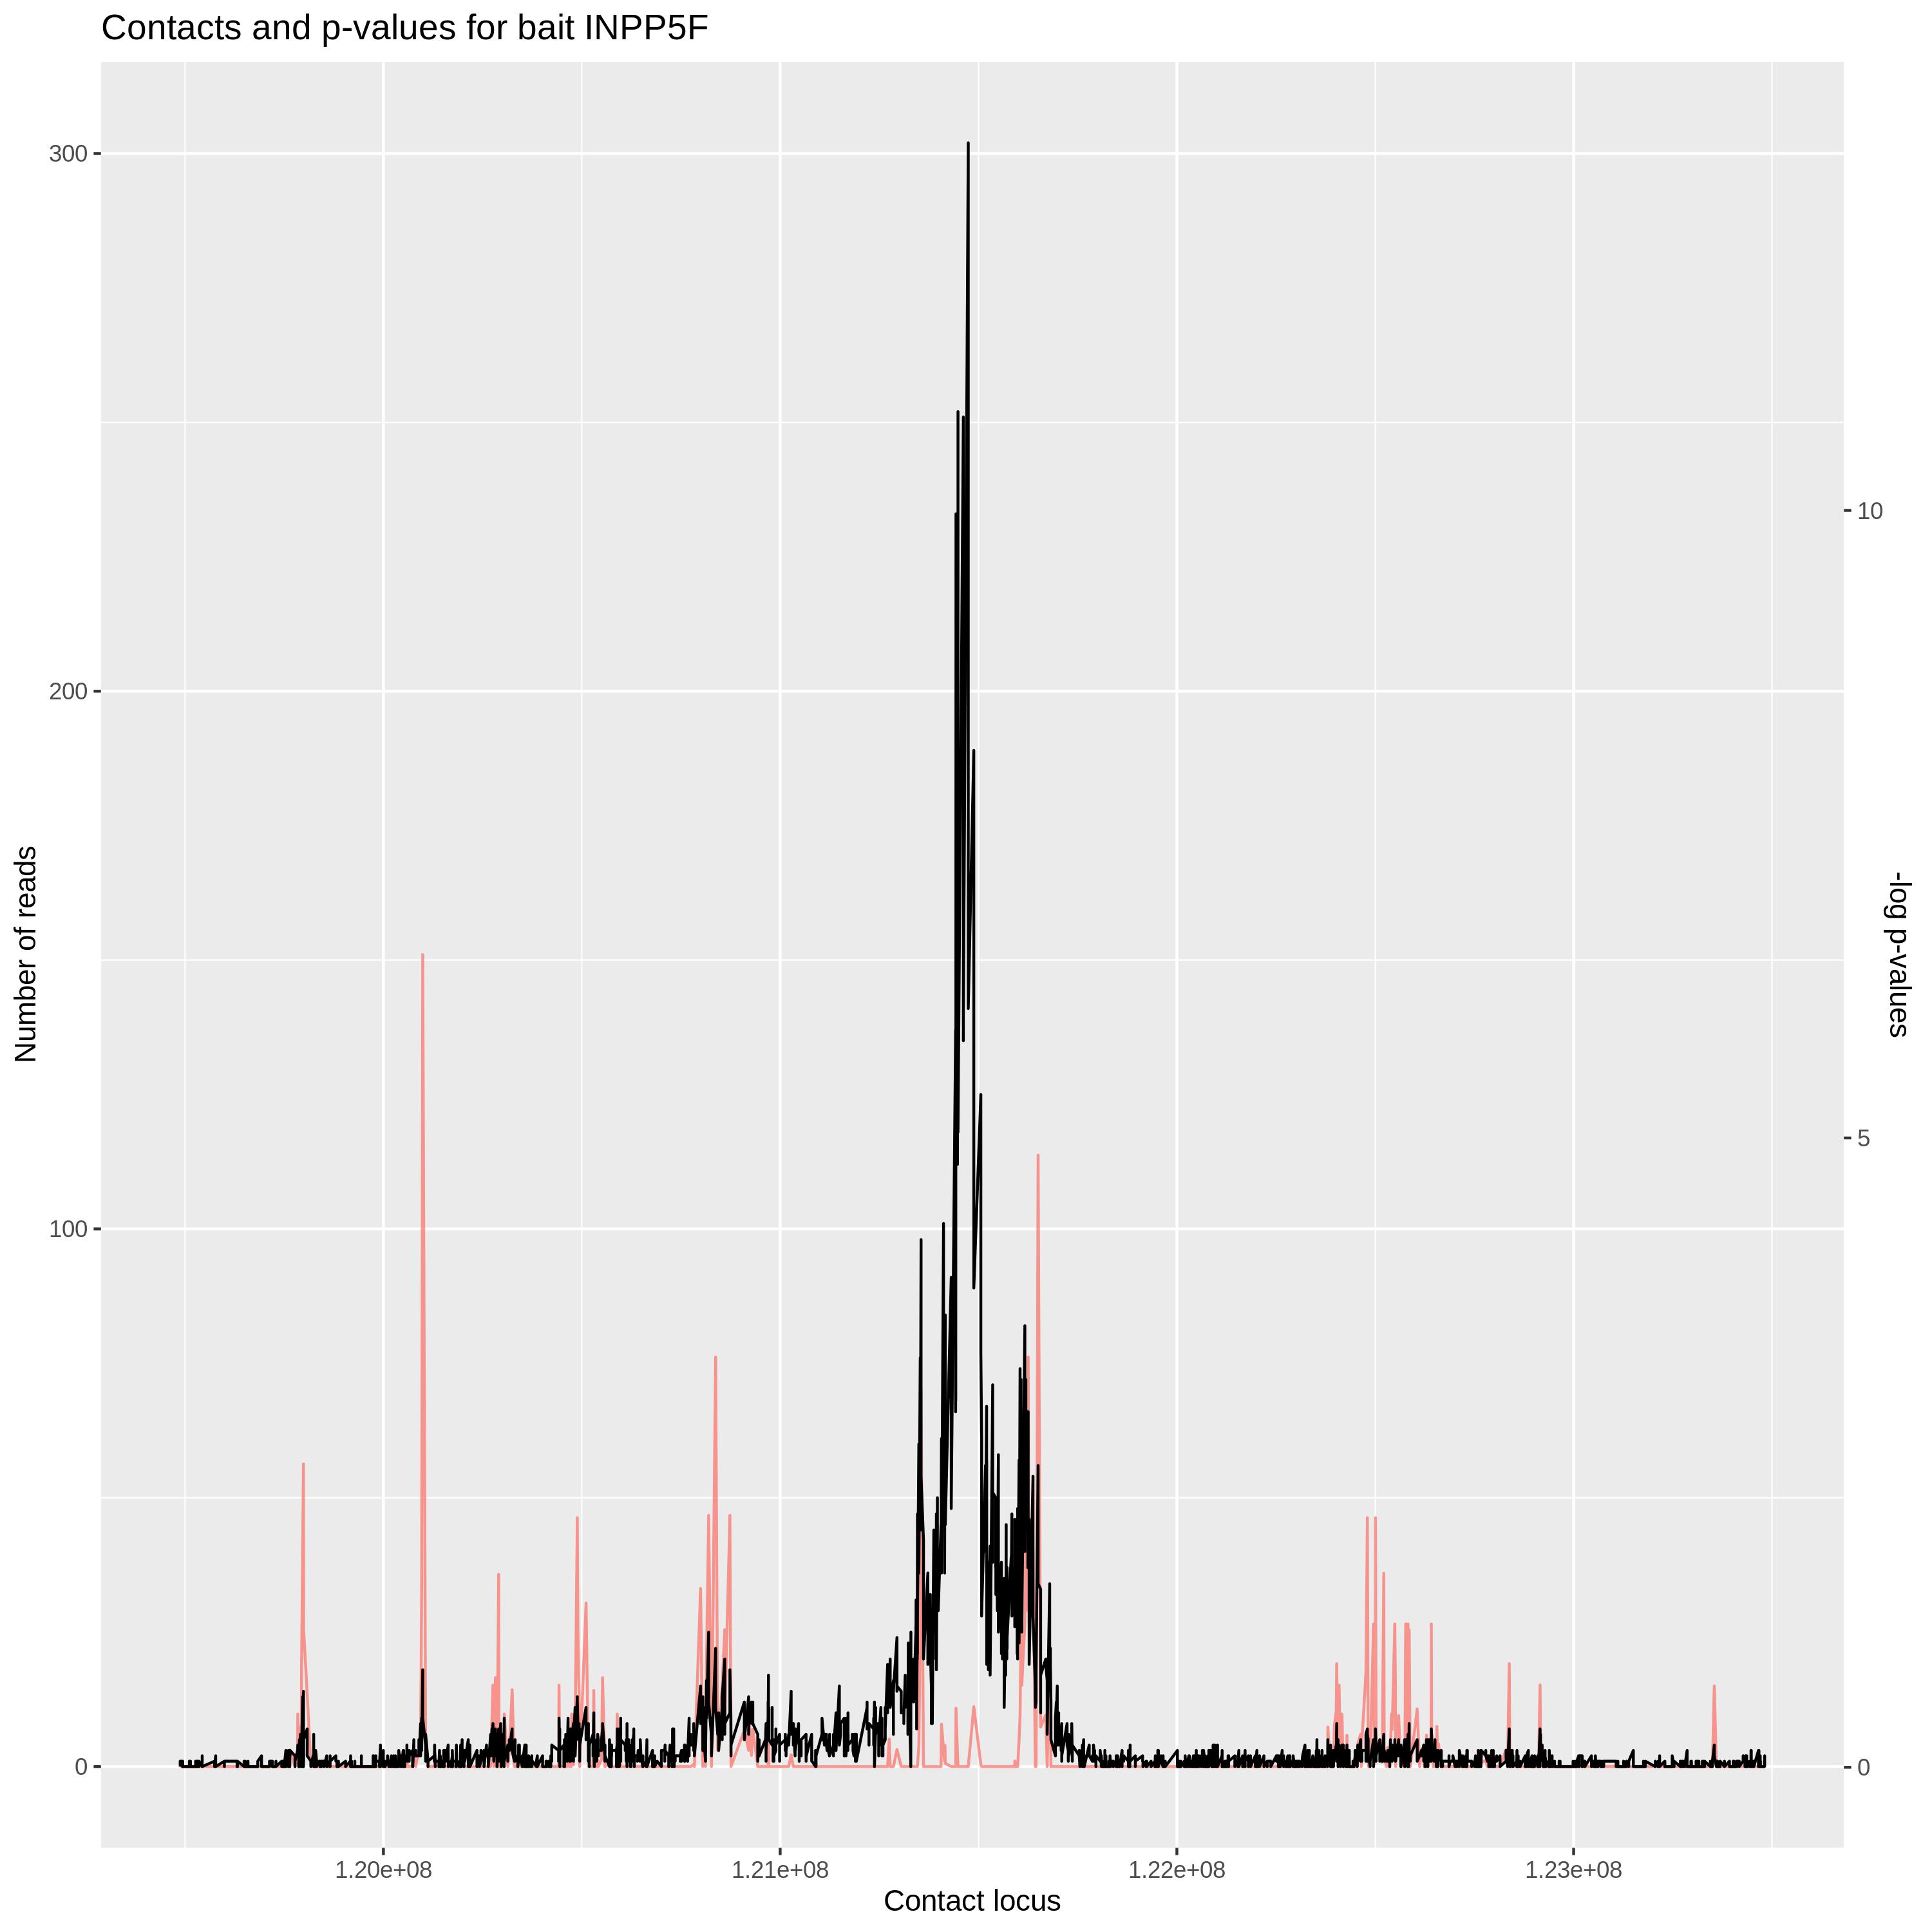 Contacts and p-values for bait INPP5F
300
200
100
0
Number of reads
10
5
0
-log p-values
1.20e+08
1.21e+08
1.22e+08
1.23e+08
Contact locus